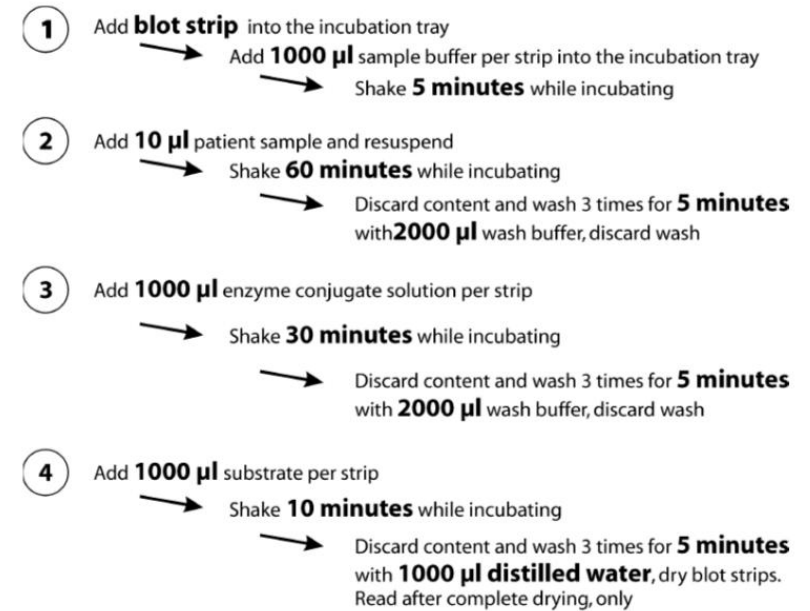 1 Add blot strip into the incubation tray
Add 1000 µl sample buffer per strip into the incubation tray
Shake 5 minutes while incubating
2 Add 10 µl patient sample and resuspend
Shake 60 minutes while incubating
Discard content and wash 3 times for 5 minutes
with2000 µl wash buffer, discard wash
3 Add 1000 µl enzyme conjugate solution per strip
Shake 30 minutes while incubating
Discard content and wash 3 times for 5 minutes
with 2000 µl wash buffer, discard wash
4 Add 1000 µl substrate per strip
Shake 10 minutes while incubating
Discard content and wash 3 times for 5 minutes
with 1000 µl distilled water, dry blot strips.
Read after complete drying, only